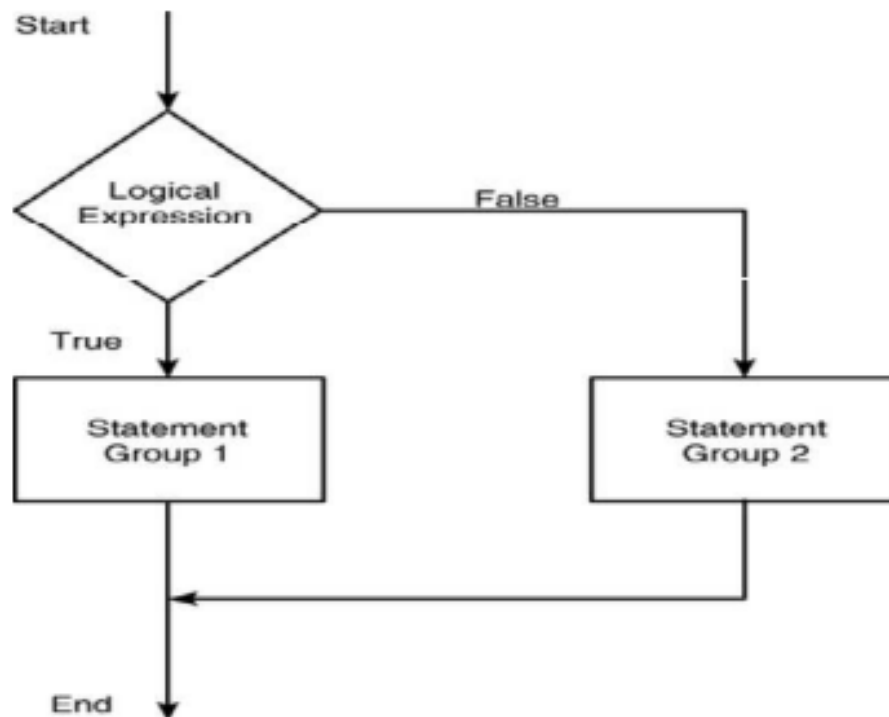 Start
Logical
Expression
False
True
Statement
Group 1
Statement
Group 2
End